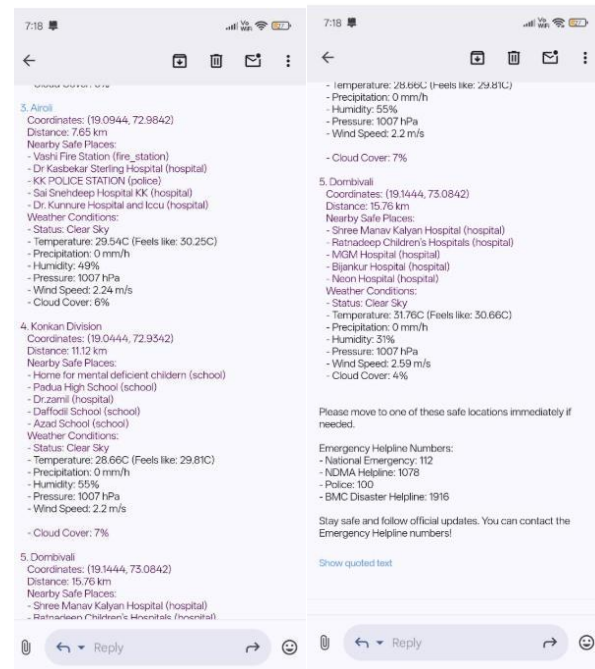 7:18
Vo
WiFi
3. Airoli
Coordinates: (19.0944, 72.9842)
Distance: 7.65 km
Nearby Safe Places:
- Vashi Fire Station (fire_station)
- Dr Kasbekar Sterling Hospital (hospital)
- KK POLICE STATION (police)
- Sai Snehdeep Hospital KK (hospital)
- Dr. Kunnure Hospital and Iccu (hospital)
Weather Conditions:
- Status: Clear Sky
- Temperature: 29.54C (Feels like: 30.25C)
- Precipitation: 0 mm/h
- Humidity: 49%
- Pressure: 1007 hPa
- Wind Speed: 2.24 m/s
- Cloud Cover: 6%
4. Konkan Division
Coordinates: (19.0444, 72.9342)
Distance: 11.12 km
Nearby Safe Places:
- Home for mental deficient childern (school)
- Padua High School (school)
- Dr.zamil (hospital)
- Daffodil School (school)
- Azad School (school)
Weather Conditions:
- Status: Clear Sky
- Temperature: 28.66C (Feels like: 29.81C)
- Precipitation: 0 mm/h
- Humidity: 55%
- Pressure: 1007 hPa
- Wind Speed: 2.2 m/s
- Cloud Cover: 7%
5. Dombivali
Coordinates: (19.1444, 73.0842)
Distance: 15.76 km
Nearby Safe Places:
- Shree Manav Kalyan Hospital (hospital)
- Ratnadeep Children's Hospitals (hospital)
Reply
7:18
Vo
WiFi
- Temperature: 28.66C (Feels like: 29.81C)
- Precipitation: 0 mm/h
- Humidity: 55%
- Pressure: 1007 hPa
- Wind Speed: 2.2 m/s
- Cloud Cover: 7%
5. Dombivali
Coordinates: (19.1444, 73.0842)
Distance: 15.76 km
Nearby Safe Places:
- Shree Manav Kalyan Hospital (hospital)
- Ratnadeep Children's Hospitals (hospital)
- MGM Hospital (hospital)
- Bijankur Hospital (hospital)
- Neon Hospital (hospital)
Weather Conditions:
- Status: Clear Sky
- Temperature: 31.76C (Feels like: 30.66C)
- Precipitation: 0 mm/h
- Humidity: 31%
- Pressure: 1007 hPa
- Wind Speed: 2.59 m/s
- Cloud Cover: 4%
Please move to one of these safe locations immediately if
needed.
Emergency Helpline Numbers:
- National Emergency: 112
- NDMA Helpline: 1078
- Police: 100
- BMC Disaster Helpline: 1916
Stay safe and follow official updates. You can contact the
Emergency Helpline numbers!
Show quoted text
Reply